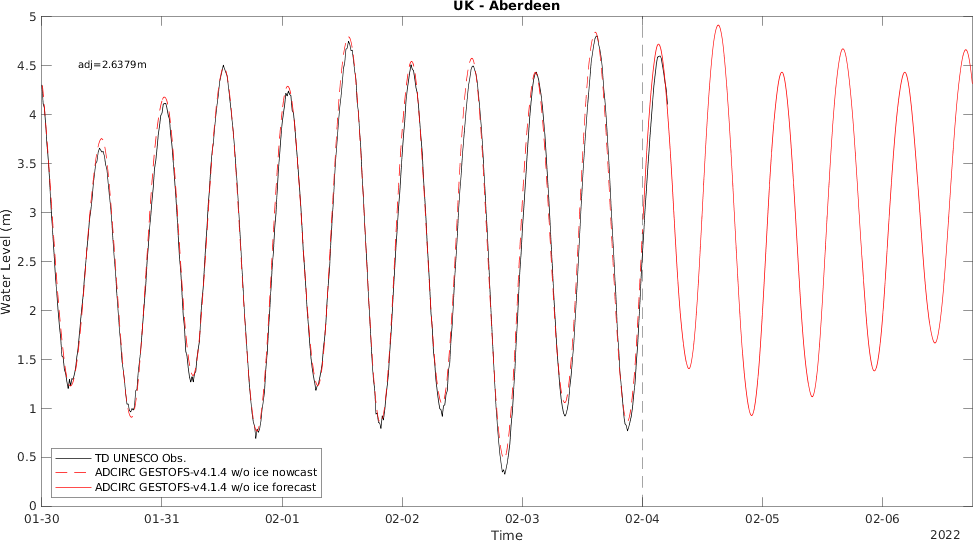 UK - Aberdeen
adj=2.6379m
5
4.5
4
3.5
3
2.5
2
1.5
1
0.5
0
Water Level (m)
TD UNESCO Obs.
ADCIRC GESTOFS-v4.1.4 w/o ice nowcast
ADCIRC GESTOFS-v4.1.4 w/o ice forecast
01-30 01-31 02-01 02-02 02-03 02-04 02-05 02-06
Time
2022